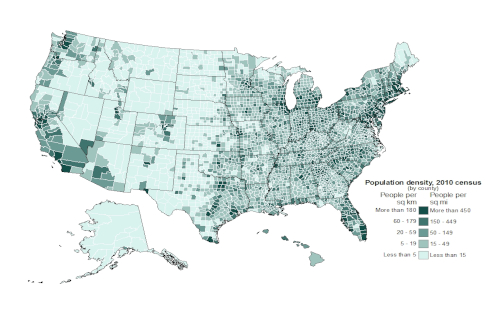 Population density, 2010 census
(by county)
People per People per
sq km sq mi
More than 180 More than 450
60 - 179 150 - 449
20 - 59 50 - 149
5 - 19 15 - 49
Less than 5 Less than 15